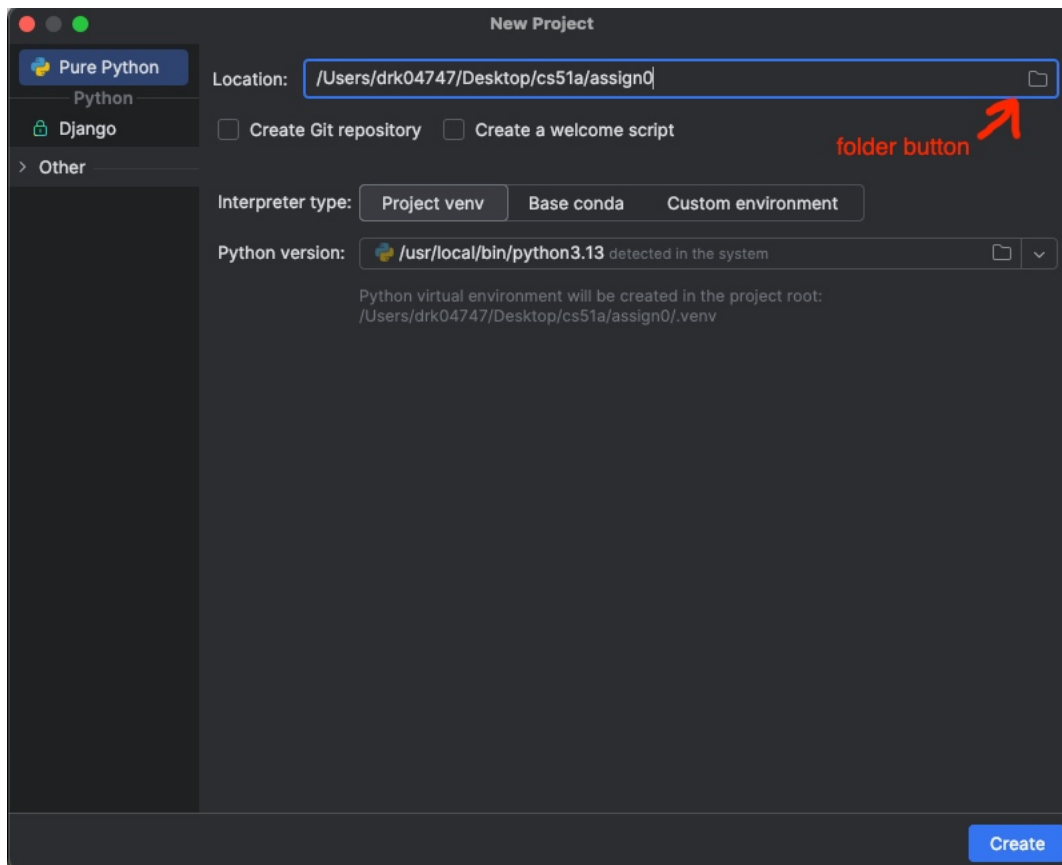 New Project
Pure Python
Python
Django
Other
Location: /Users/drk04747/Desktop/cs51a/assign0
Create Git repository Create a welcome script
folder button
Interpreter type: Project venv Base conda Custom environment
Python version: /usr/local/bin/python3.13 detected in the system
Python virtual environment will be created in the project root:
/Users/drk04747/Desktop/cs51a/assign0/.venv
Create